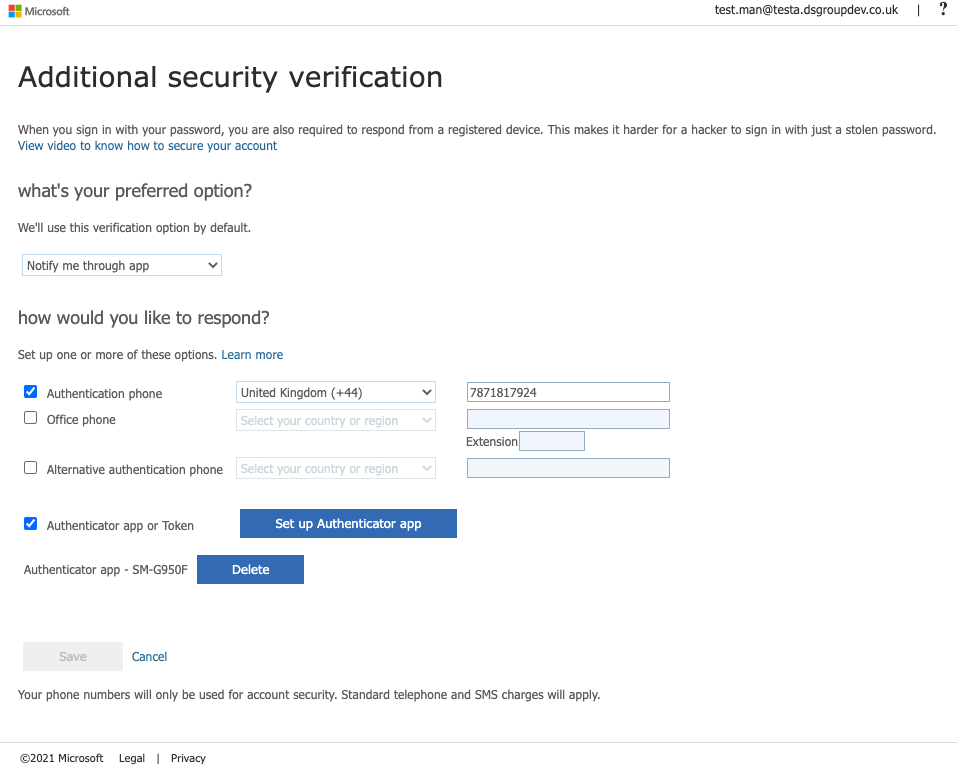 Microsoft
test.man@testa.dsgroupdev.co.uk | ?
Additional security verification
When you sign in with your password, you are also required to respond from a registered device. This makes it harder for a hacker to sign in with just a stolen password.
View video to know how to secure your account
what's your preferred option?
We'll use this verification option by default.
Notify me through app
how would you like to respond?
Set up one or more of these options. Learn more
Authentication phone United Kingdom (+44) 7871817924
Office phone Select your country or region
Extension
Alternative authentication phone Select your country or region
Authenticator app or Token Set up Authenticator app
Authenticator app - SM-G950F Delete
Save Cancel
Your phone numbers will only be used for account security. Standard telephone and SMS charges will apply.
©2021 Microsoft Legal | Privacy